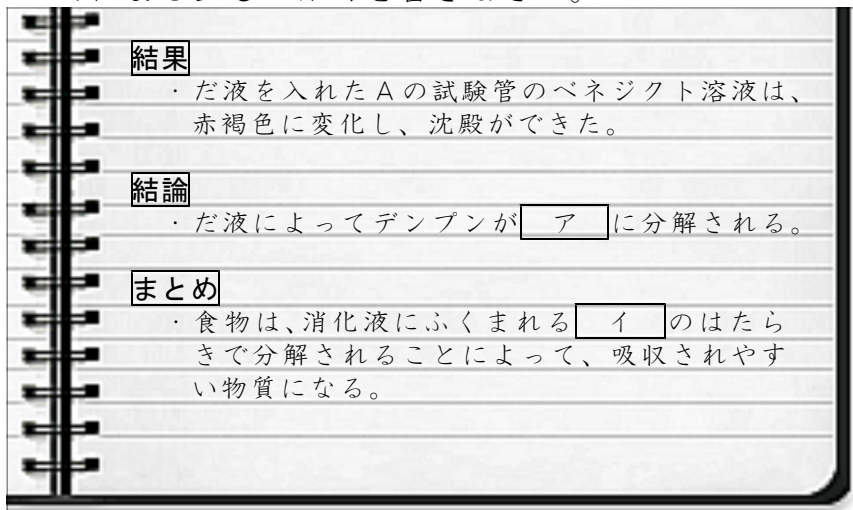 結果
・だ液を入れたAの試験管のベネジクト溶液は、
赤褐色に変化し、沈殿ができた。
結論
・だ液によってデンプンが ア に分解される。
まとめ
・食物は、消化液にふくまれる イ のはたら
きで分解されることによって、吸収されやす
い物質になる。